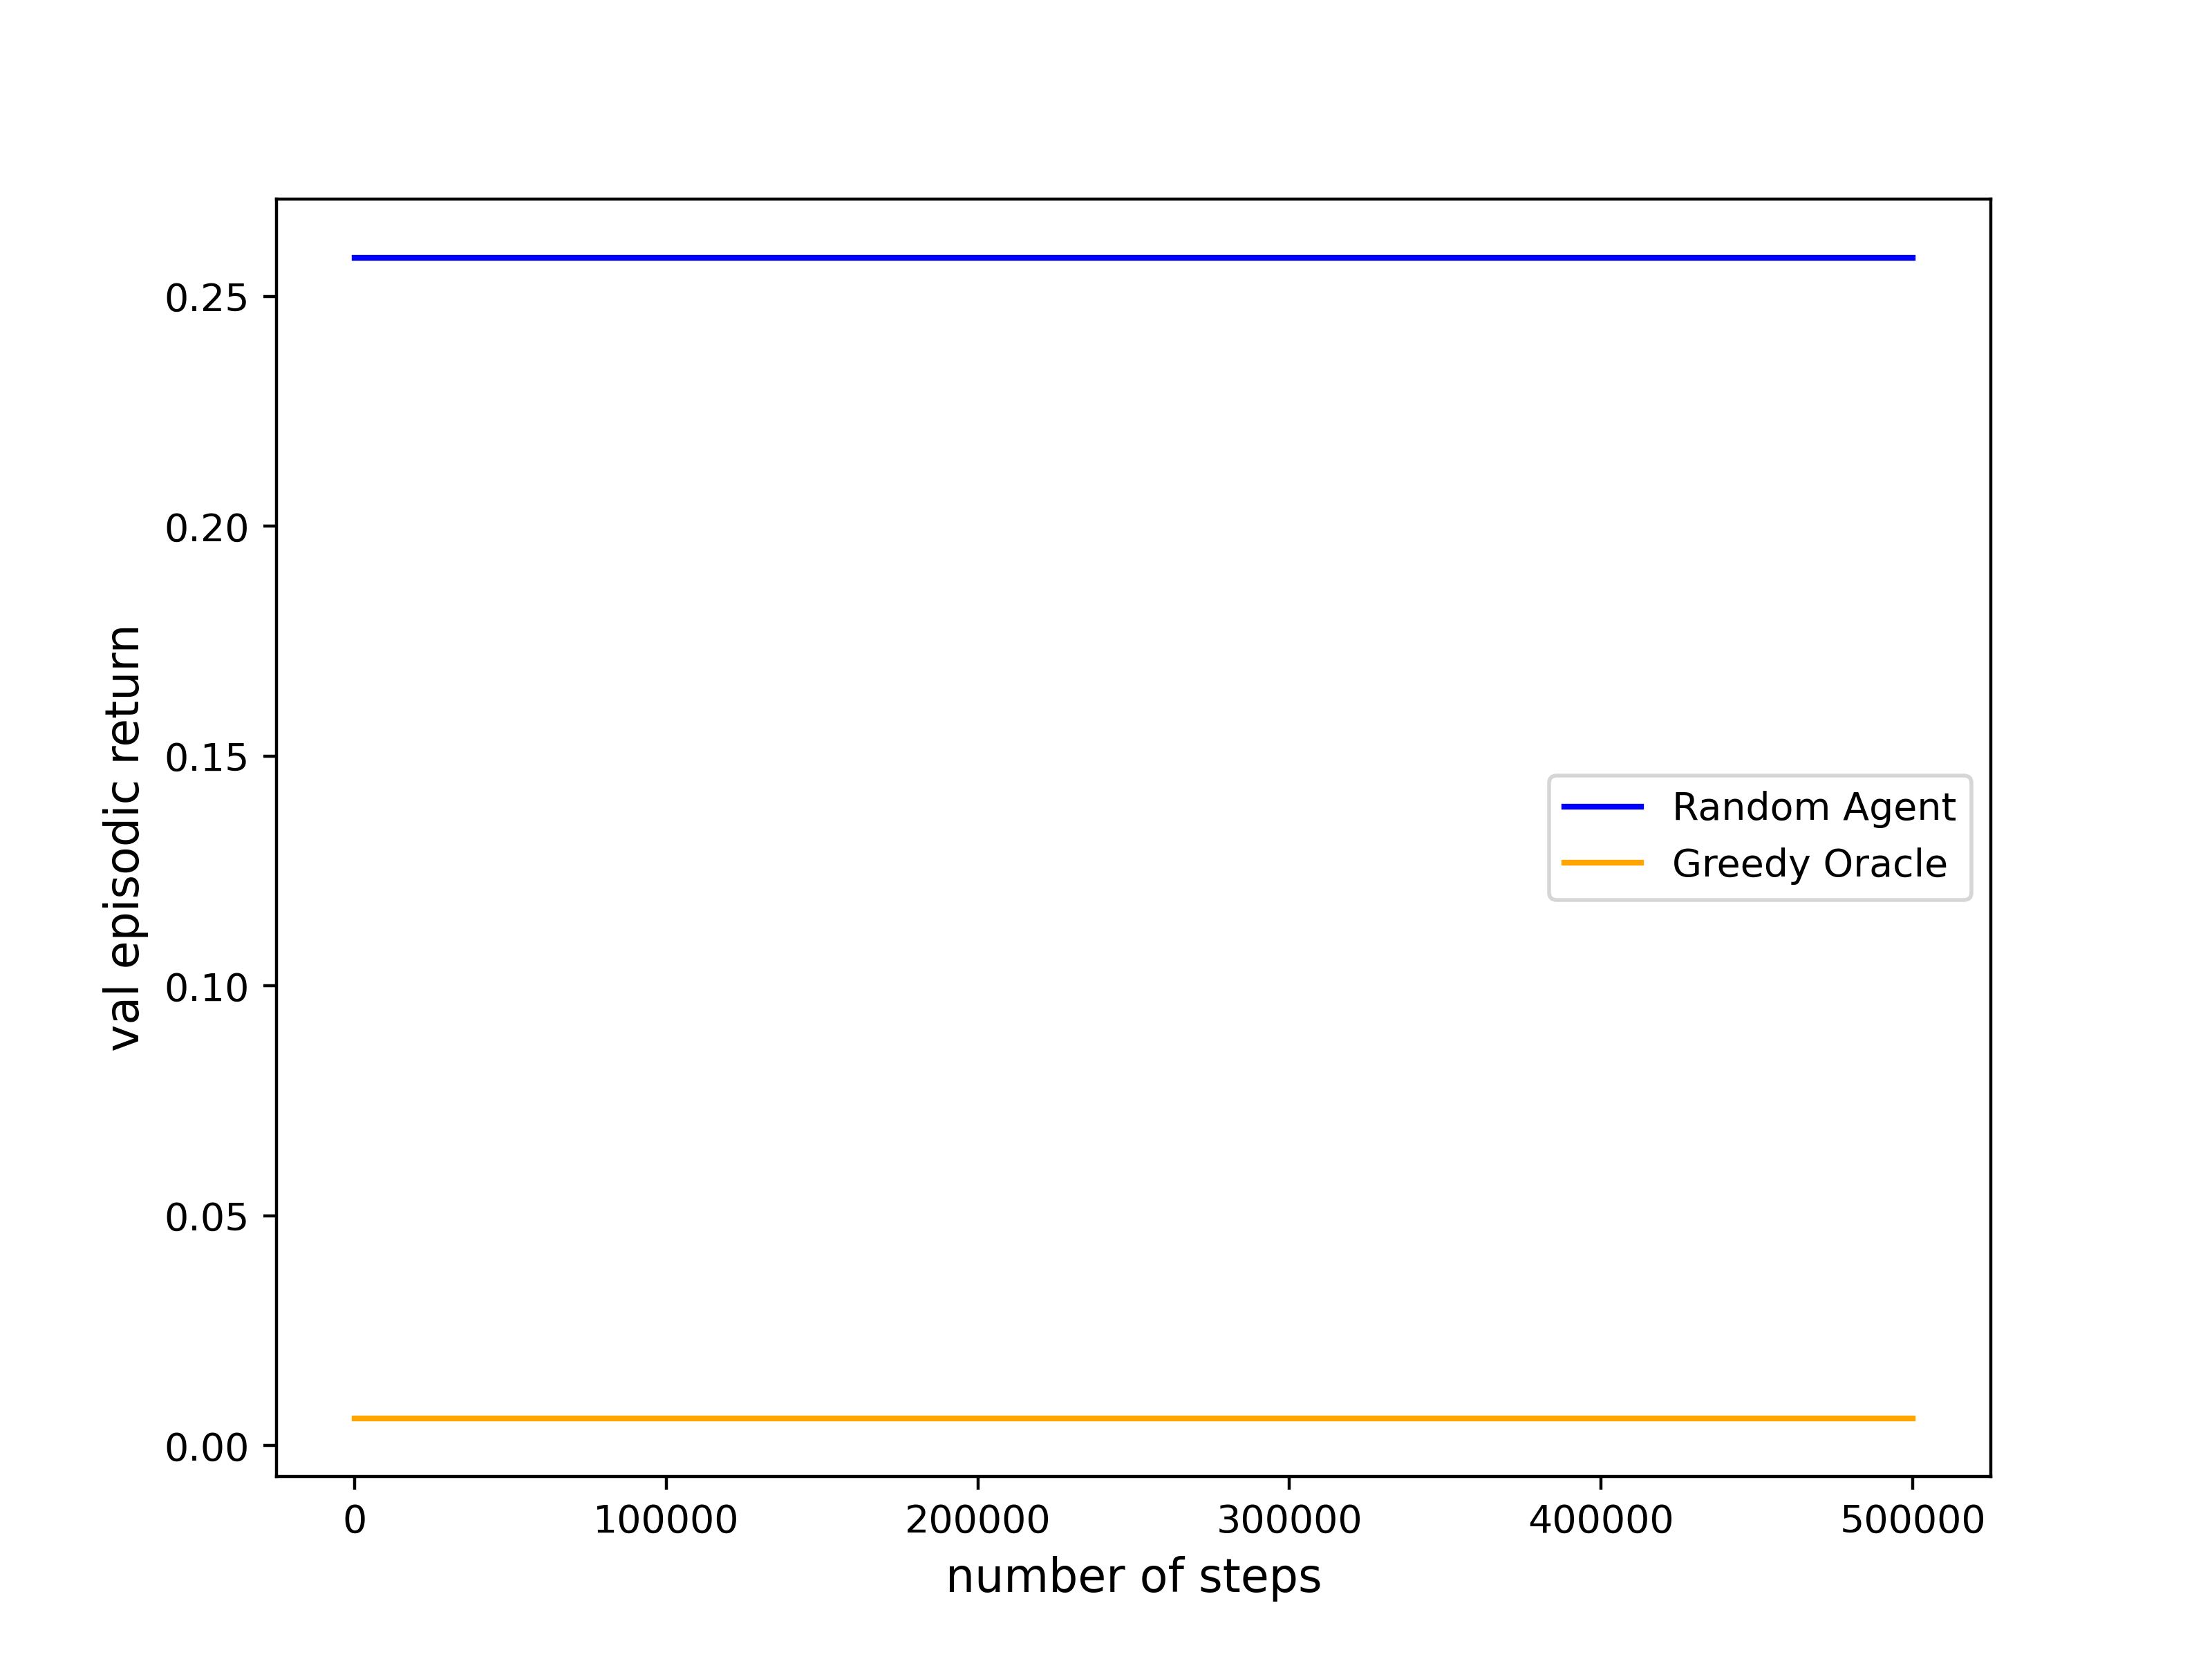 0.25
0.20
0.15
0.10
0.05
0.00
val episodic return
Random Agent
Greedy Oracle
0 100000 200000 300000 400000 500000
number of steps